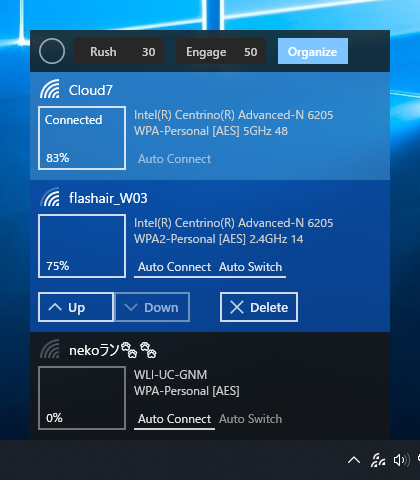 Rush 30 Engage 50 Organize
Cloud7
Connected
83%
Intel(R) Centrino(R) Advanced-N 6205
WPA-Personal [AES] 5GHz 48
Auto Connect
flashair_W03
75%
Intel(R) Centrino(R) Advanced-N 6205
WPA2-Personal [AES] 2.4GHz 14
Auto Connect Auto Switch
Up Down Delete
nekoラン🐾🐾
0%
WLI-UC-GNM
WPA-Personal [AES]
Auto Connect Auto Switch